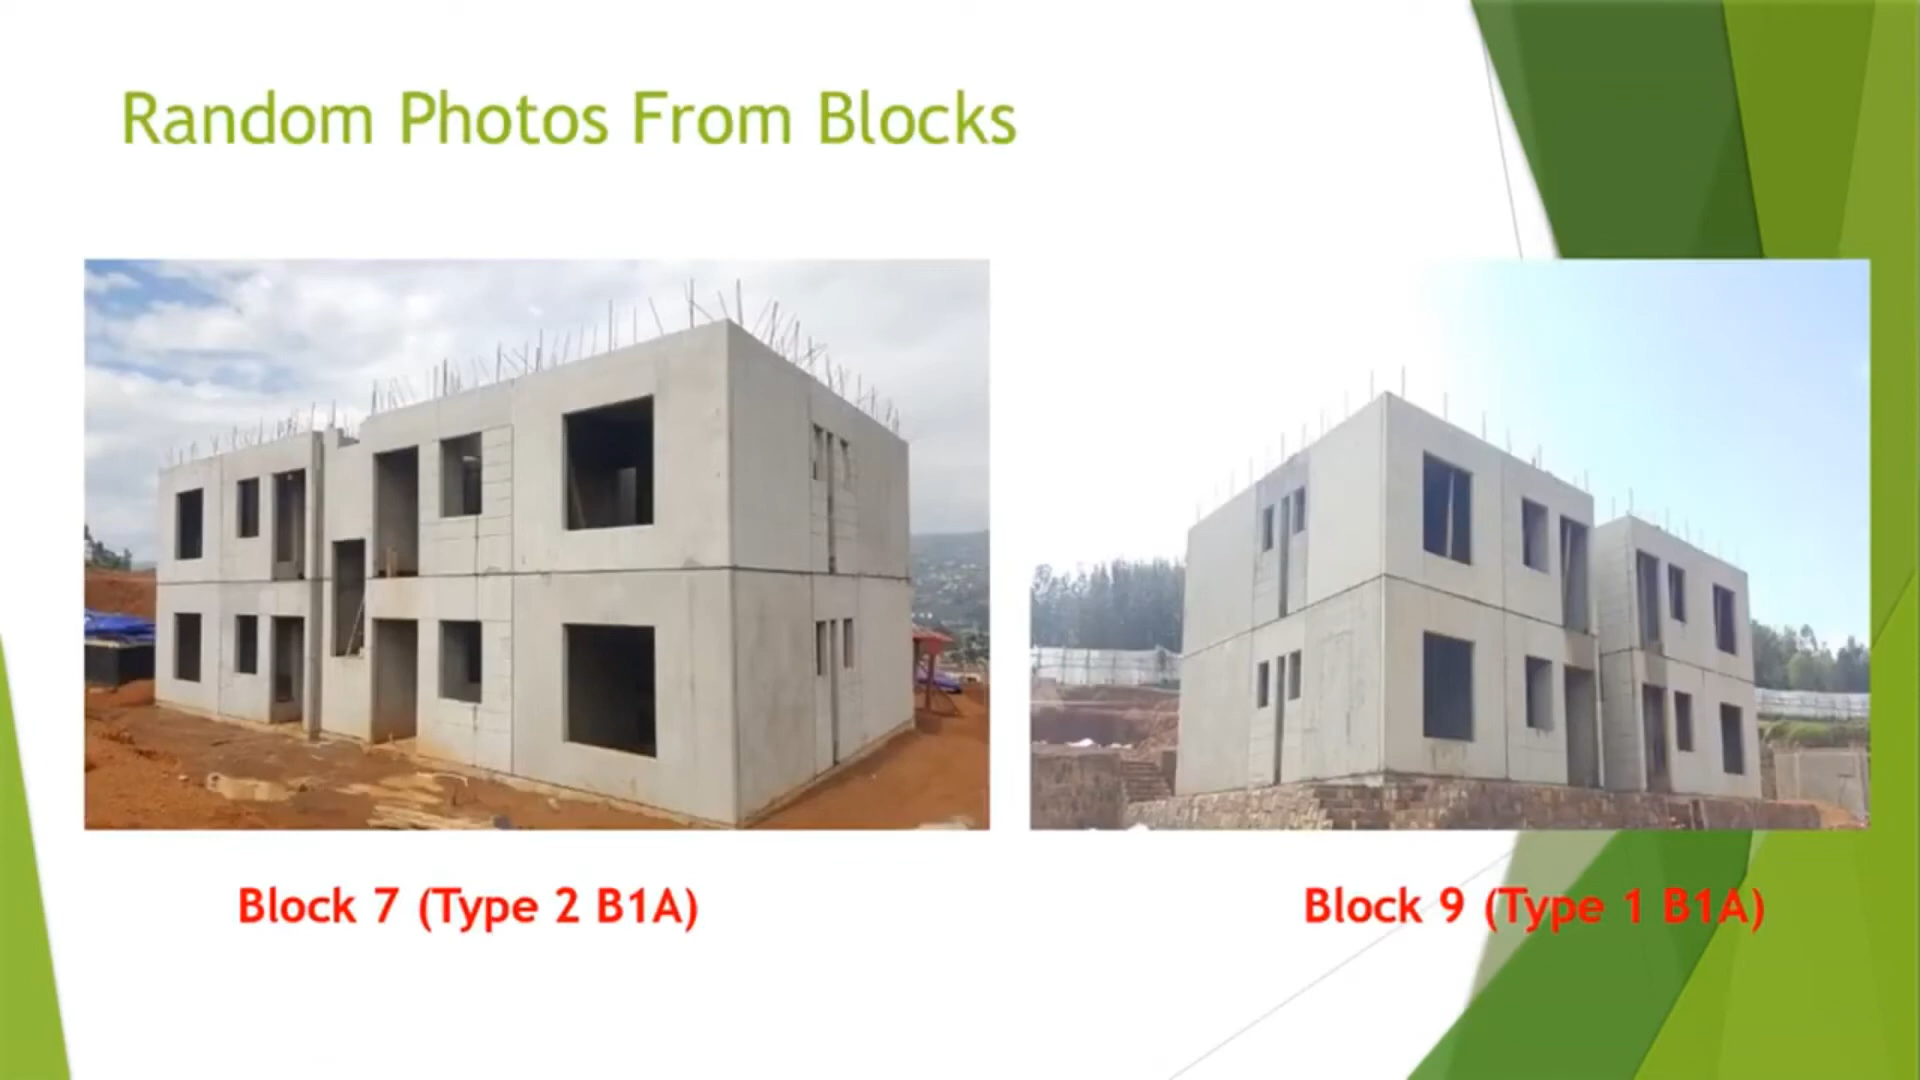 Random Photos From Blocks
Block 7 (Type 2 B1A)
Block 9 (Type 1 B1A)